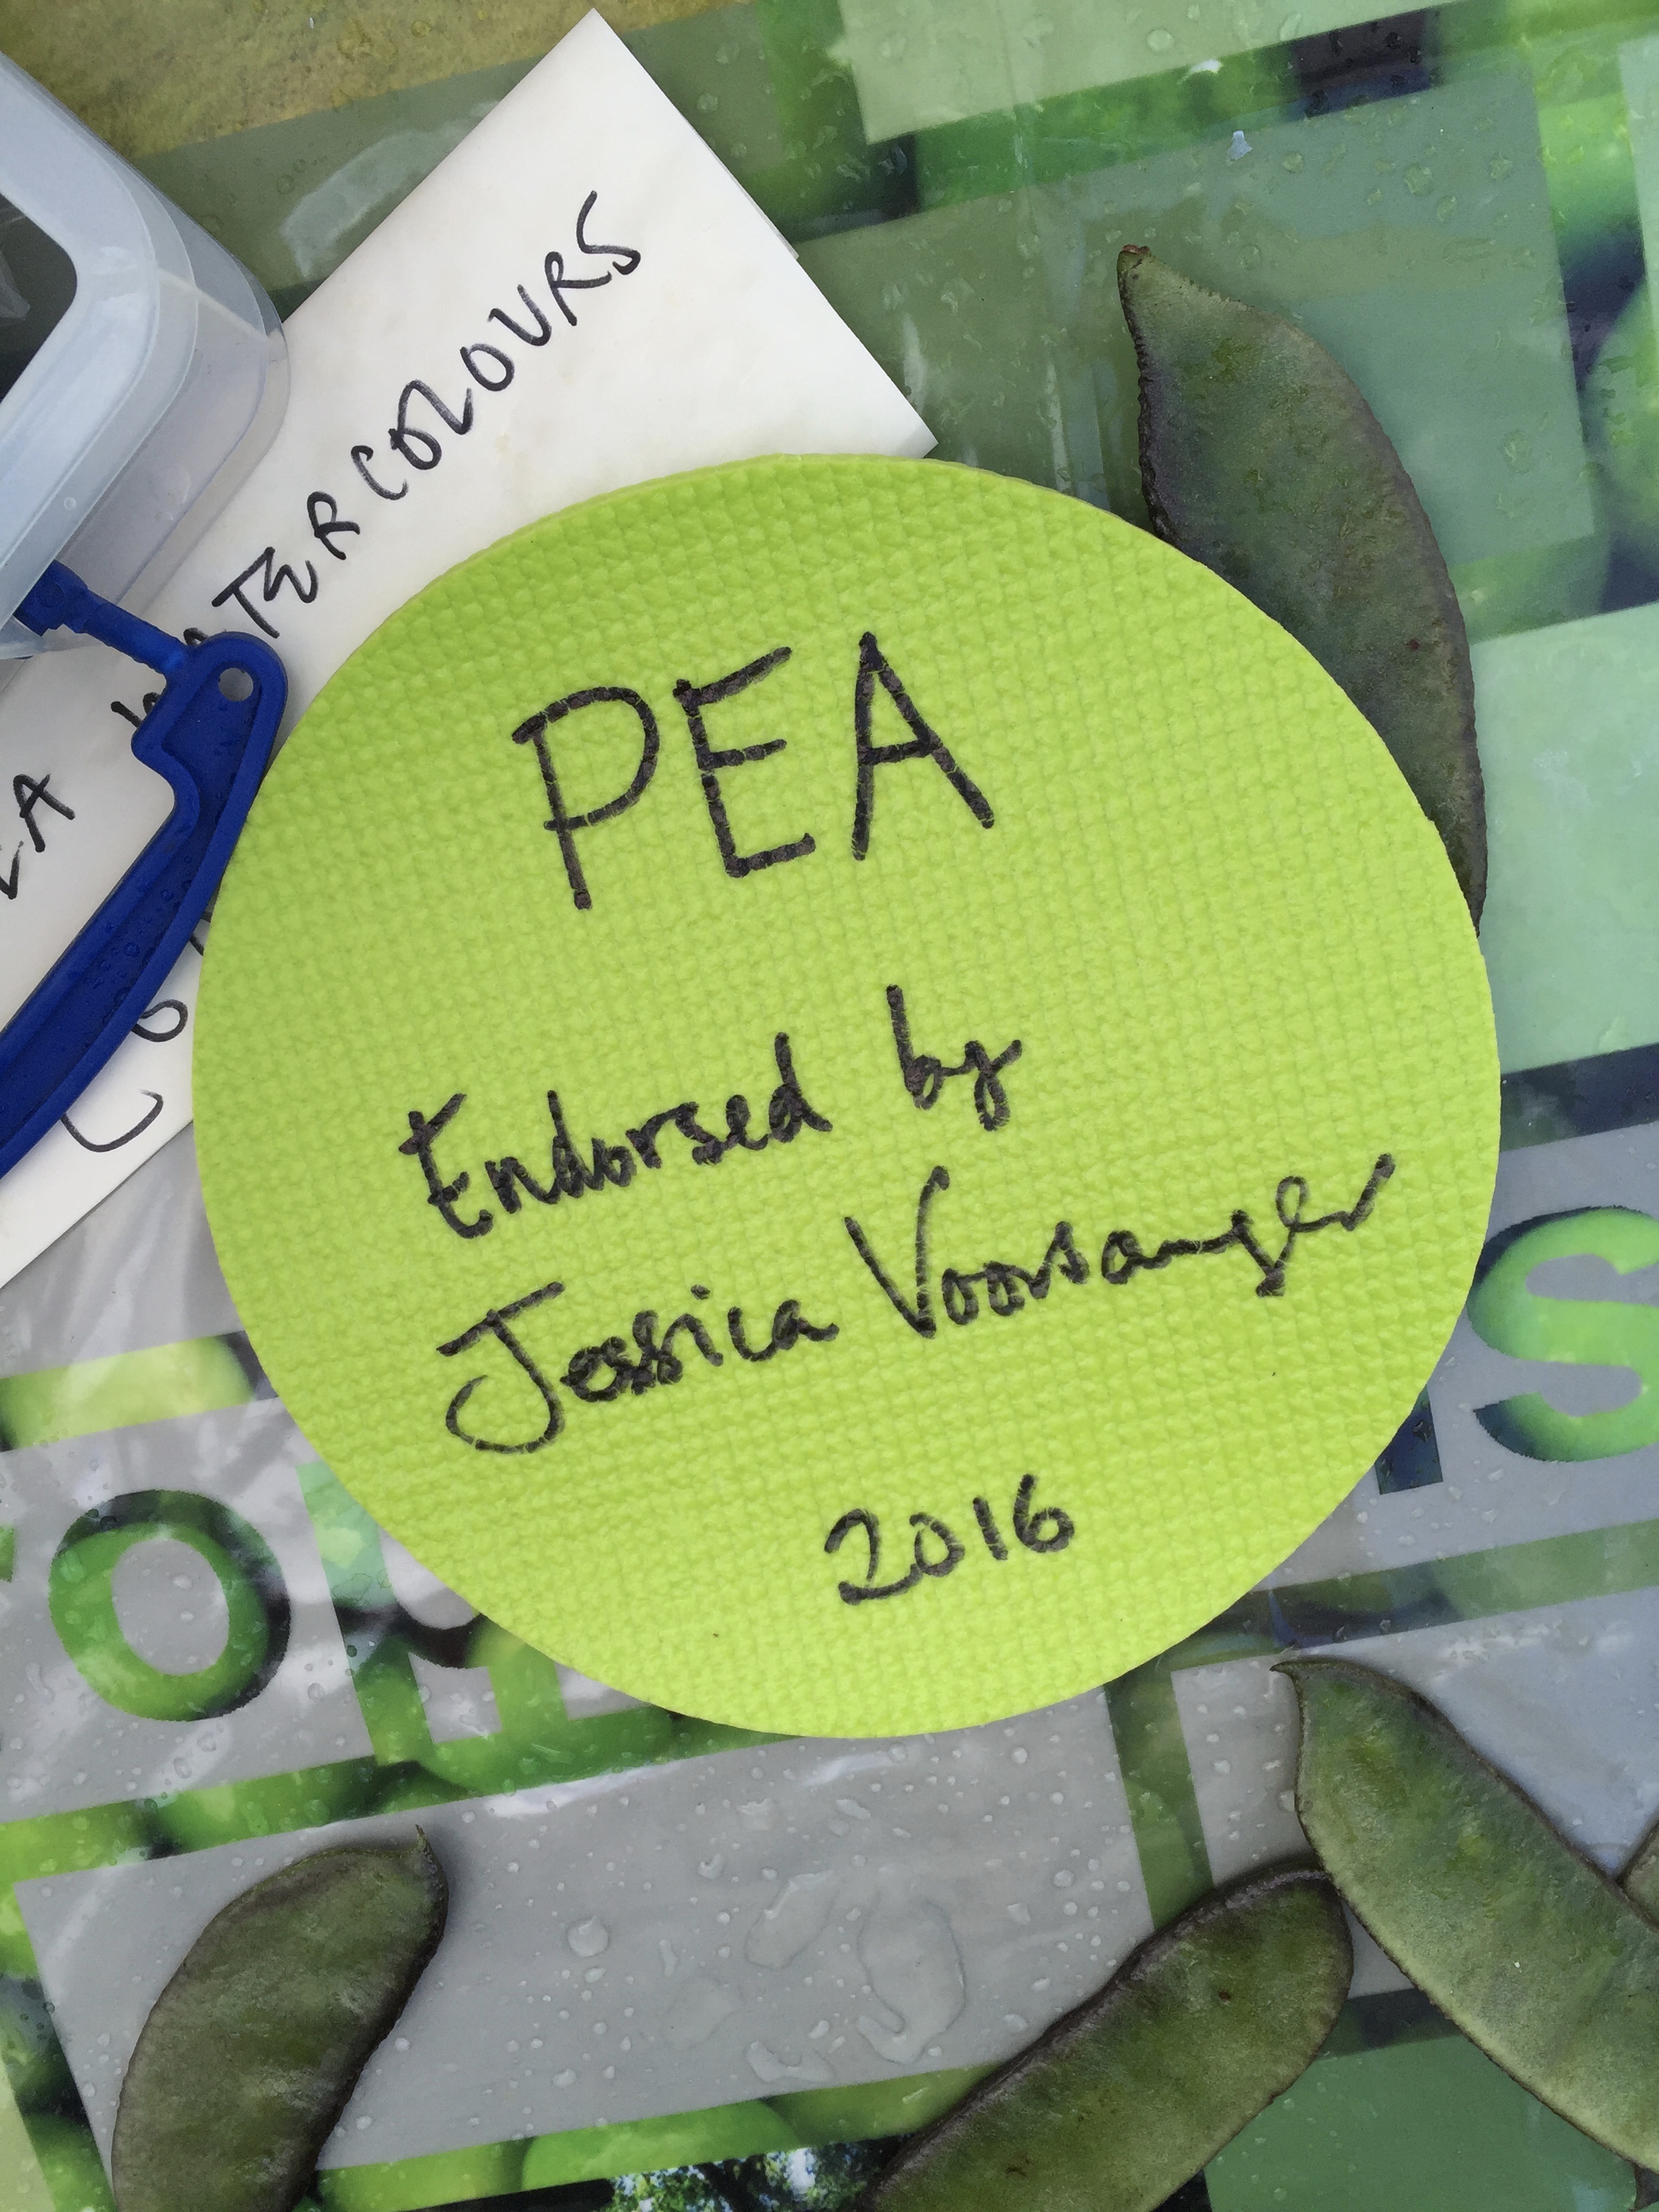 PEA
Endorsed by
Jessica Voorsanger
2016
WATERCOLOURS